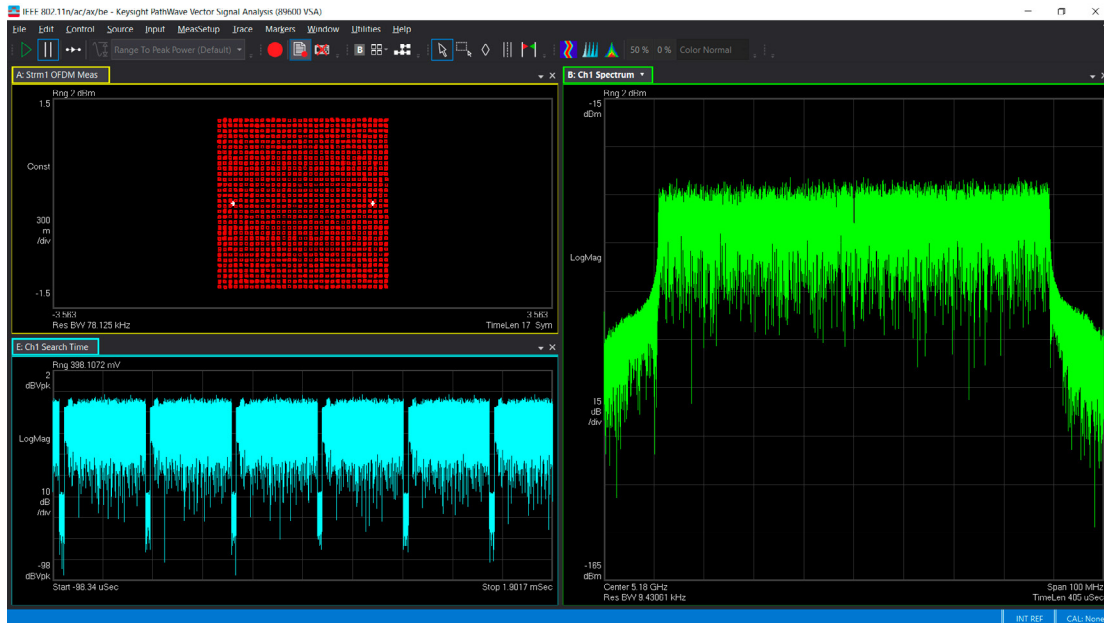 IEEE 802.11n/ac/ax/be - Keysight PathWave Vector Signal Analysis (89600 VSA)
File Edit Control Source Input MeasSetup Trace Markers Window Utilities Help
Range To Peak Power (Default) B 50 % 0 % Color Normal
A: Strm1 OFDM Meas
Rng 2 dBm
1.5
Const
300
m
/div
-1.5
-3.563 3.563
Res BW 78.125 kHz TimeLen 17 Sym
E: Ch1 Search Time
Rng 398.1072 mV
2
dBVpk
LogMag
10
dB
/div
-98
dBVpk
Start -98.34 uSec Stop 1.9017 mSec
B: Ch1 Spectrum
Rng 2 dBm
-15
dBm
LogMag
15
dB
/div
-165
dBm
Center 5.18 GHz Span 100 MHz
Res BW 9.43061 kHz TimeLen 405 uSec
INT REF CAL: None